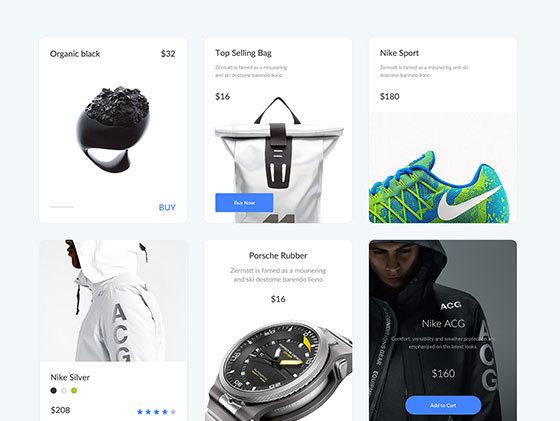 Organic black
$32
BUY
Top Selling Bag
Zermatt is famed as a mounering
and ski destome banmdo liono
$16
Buy Now
Nike Sport
Zermatt is famed as a mounering and ski
destome banmdo liono
$180
ACG
Nike Silver
$208
Porsche Rubber
Zermatt is famed as a mounering
and ski destome banmdo liono
$16
ACG
ACG
Nike ACG
Comfort, versatility and weather protection are
emphasized on the latest looks.
$160
Add to Cart